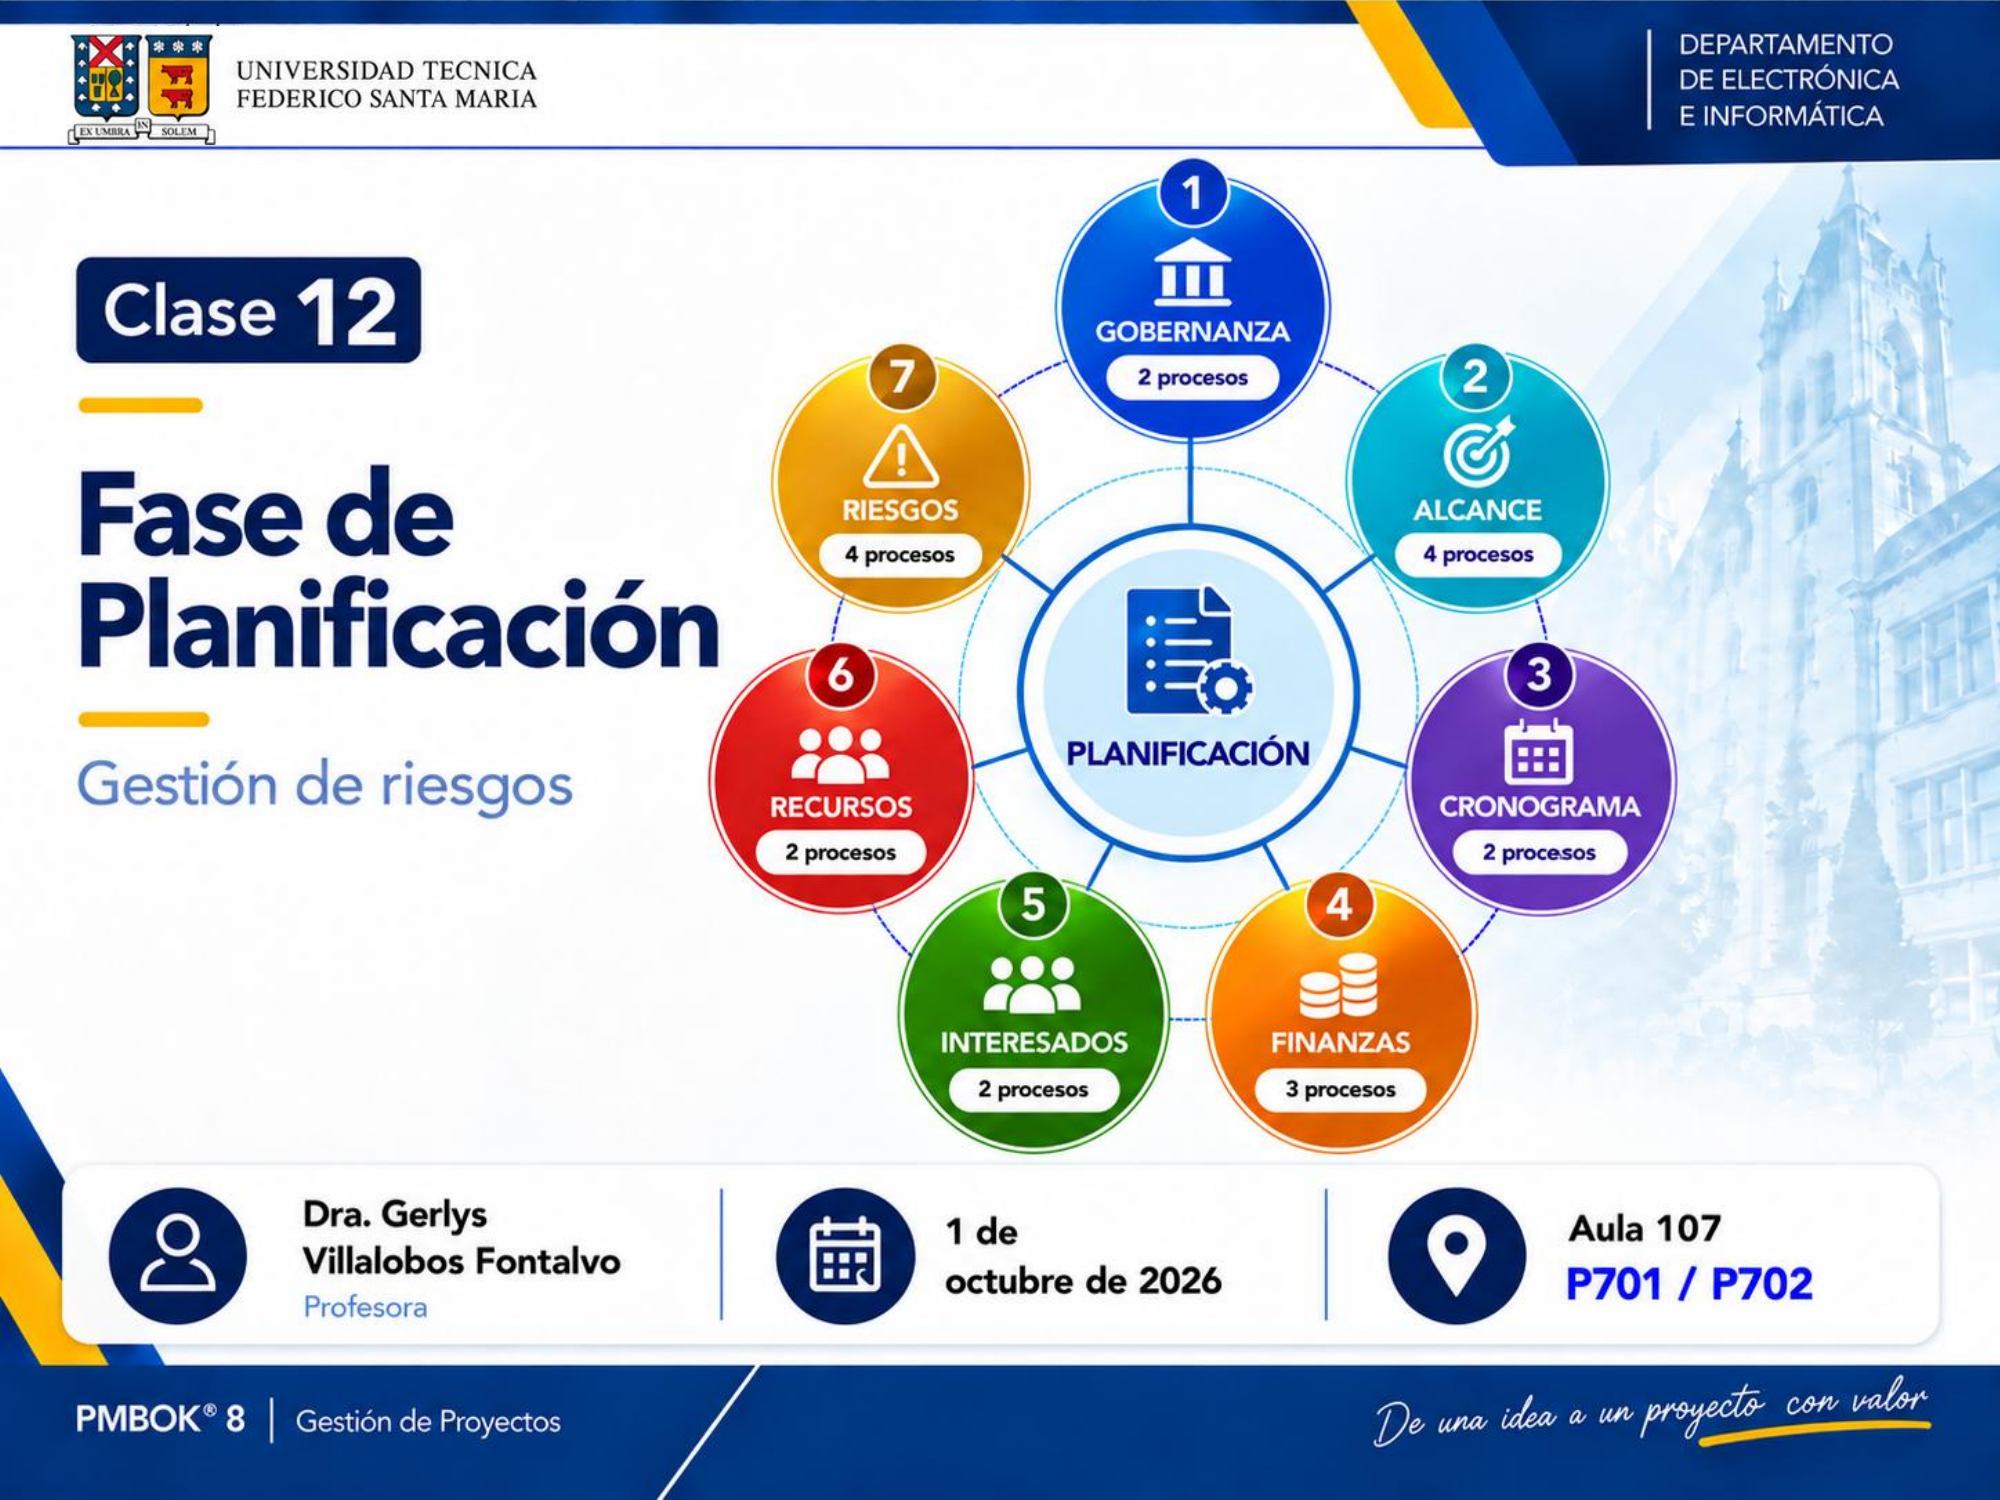 EX UMBRA IN SOLEM
UNIVERSIDAD TECNICA
FEDERICO SANTA MARIA
DEPARTAMENTO
DE ELECTRÓNICA
E INFORMÁTICA
Clase 12
Fase de
Planificación
Gestión de riesgos
1
GOBERNANZA
2 procesos
2
ALCANCE
4 procesos
3
CRONOGRAMA
2 procesos
4
FINANZAS
3 procesos
5
INTERESADOS
2 procesos
6
RECURSOS
2 procesos
7
RIESGOS
4 procesos
PLANIFICACIÓN
Dra. Gerlys
Villalobos Fontalvo
Profesora
1 de
octubre de 2026
Aula 107
P701 / P702
PMBOK® 8 | Gestión de Proyectos
De una idea a un proyecto con valor